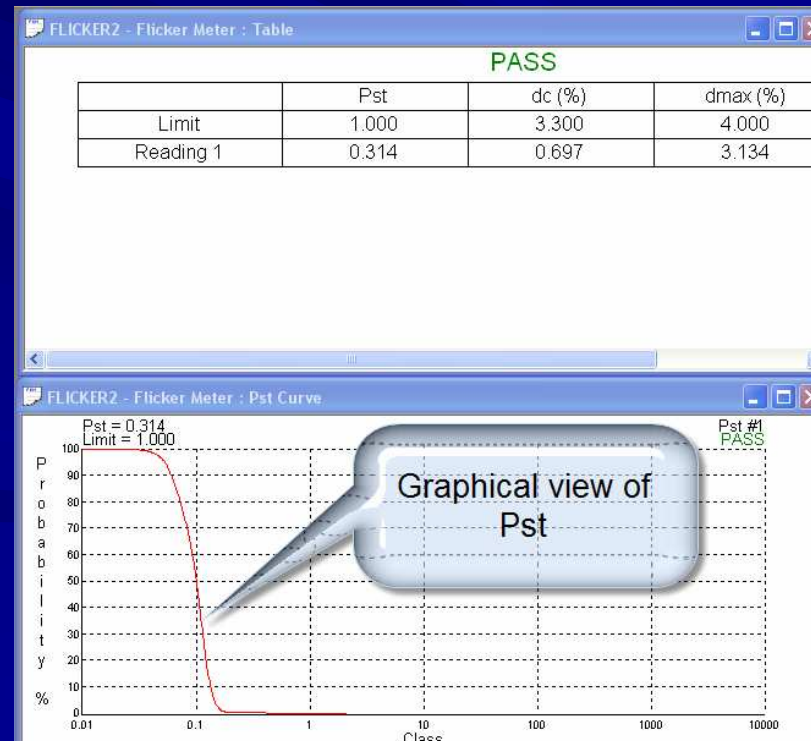 FLICKER2 - Flicker Meter : Table
PASS
Pst dc (%) dmax (%)
Limit 1.000 3.300 4.000
Reading 1 0.314 0.697 3.134
FLICKER2 - Flicker Meter : Pst Curve
Pst = 0.314 Pst #1
Limit = 1.000 PASS
Graphical view of
Pst
Probability %
100
90
80
70
60
50
40
30
20
10
0
0.01 0.1 1 10 100 1000 10000
Class